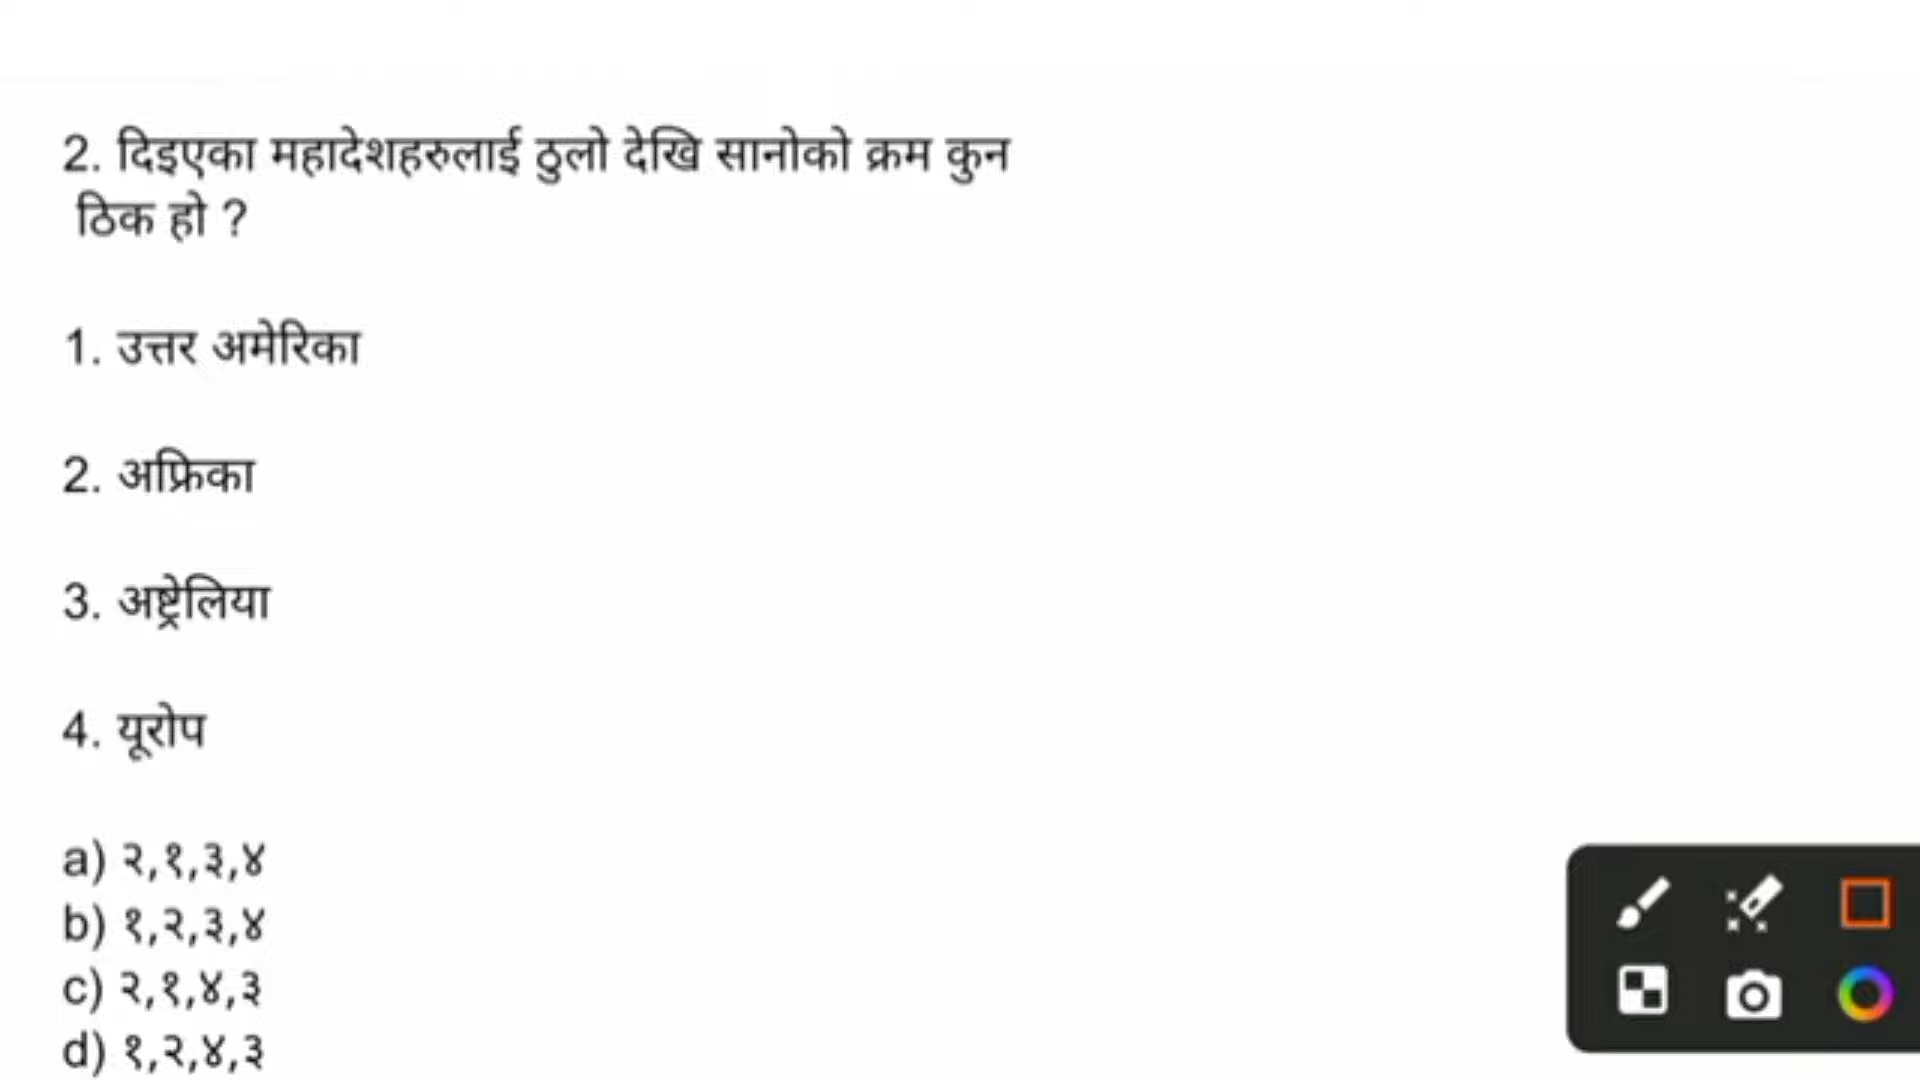 2. दिइएका महादेशहरुलाई ठुलो देखि सानोको क्रम कुन
ठिक हो ?
1. उत्तर अमेरिका
2. अफ्रिका
3. अष्ट्रेलिया
4. यूरोप
a) २,१,३,४
b) १,२,३,४
c) २,१,४,३
d) १,२,४,३